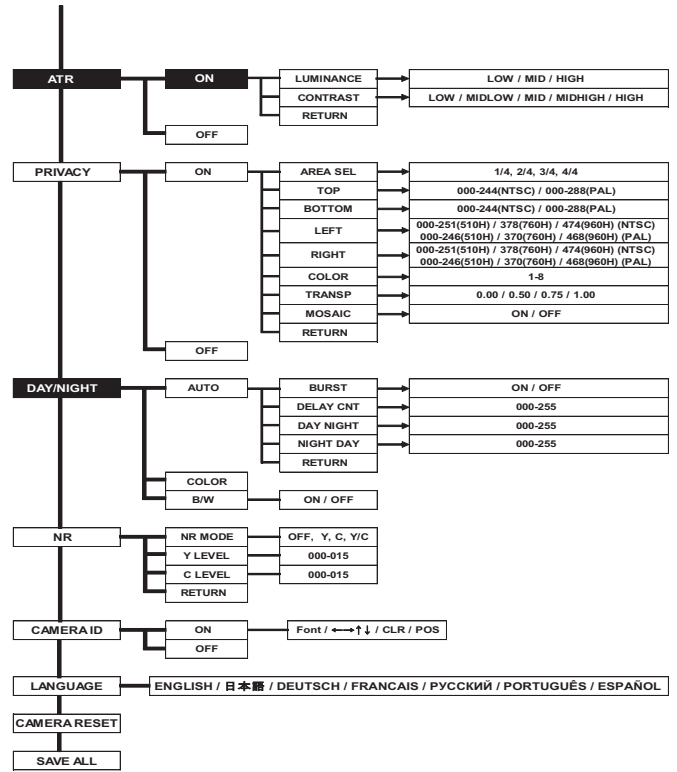 ATR ON LUMINANCE LOW / MID / HIGH
CONTRAST LOW / MIDLOW / MID / MIDHIGH / HIGH
RETURN
OFF
PRIVACY ON AREA SEL 1/4, 2/4, 3/4, 4/4
TOP 000-244(NTSC) / 000-288(PAL)
BOTTOM 000-244(NTSC) / 000-288(PAL)
LEFT 000-251(510H) / 378(760H) / 474(960H) (NTSC)
000-246(510H) / 370(760H) / 468(960H) (PAL)
RIGHT 000-251(510H) / 378(760H) / 474(960H) (NTSC)
000-246(510H) / 370(760H) / 468(960H) (PAL)
COLOR 1-8
TRANSP 0.00 / 0.50 / 0.75 / 1.00
MOSAIC ON / OFF
RETURN
OFF
DAY/NIGHT AUTO BURST ON / OFF
DELAY CNT 000-255
DAY NIGHT 000-255
NIGHT DAY 000-255
RETURN
COLOR
B/W ON / OFF
NR NR MODE OFF, Y, C, Y/C
Y LEVEL 000-015
C LEVEL 000-015
RETURN
CAMERA ID ON Font / ←→↑↓ / CLR / POS
OFF
LANGUAGE ENGLISH / 日本語 / DEUTSCH / FRANCAIS / РУССКИЙ / PORTUGUÊS / ESPAÑOL
CAMERA RESET
SAVE ALL